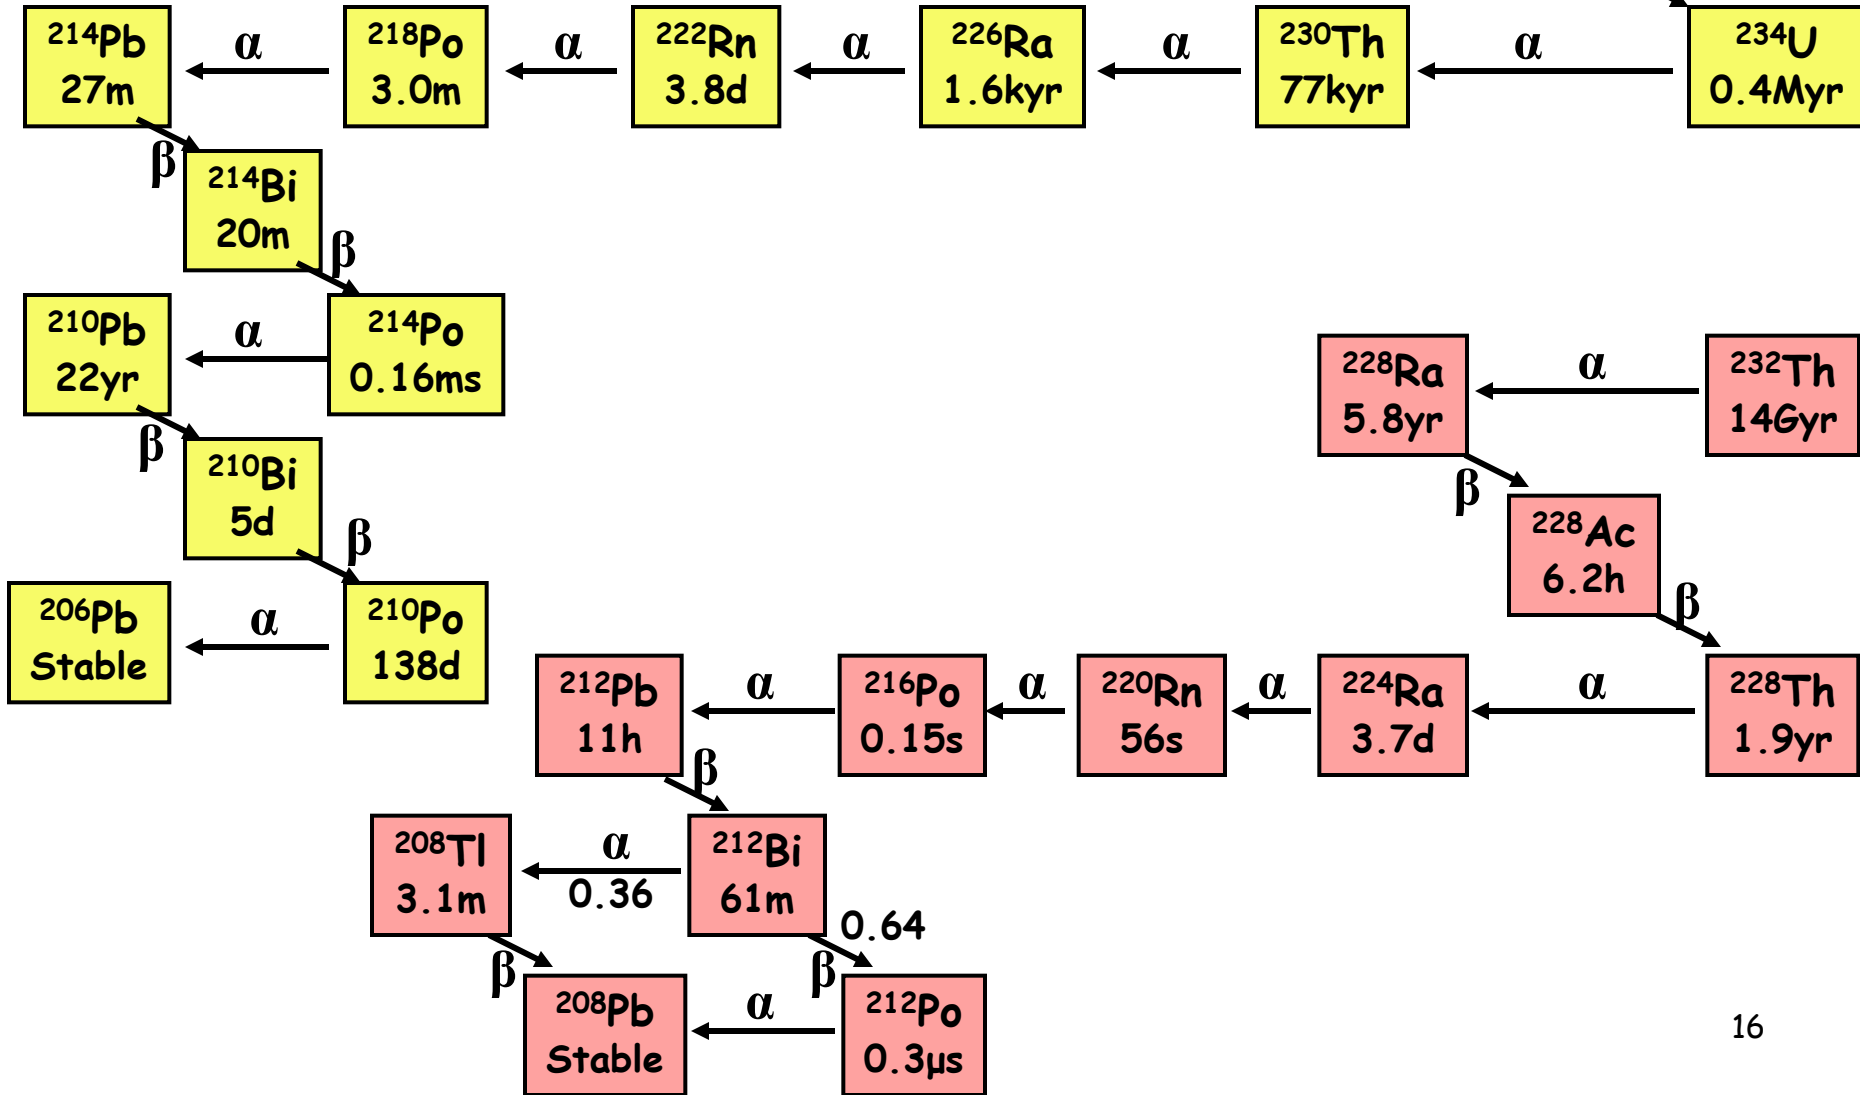 ²¹⁴Pb
27m
α
²¹⁸Po
3.0m
α
²²²Rn
3.8d
α
²²⁶Ra
1.6kyr
α
²³⁰Th
77kyr
α
²³⁴U
0.4Myr
β
²¹⁴Bi
20m
β
²¹⁰Pb
22yr
α
²¹⁴Po
0.16ms
²²⁸Ra
5.8yr
α
²³²Th
14Gyr
β
²¹⁰Bi
5d
β
β
²²⁸Ac
6.2h
β
²⁰⁶Pb
Stable
α
²¹⁰Po
138d
²¹²Pb
11h
α
²¹⁶Po
0.15s
α
²²⁰Rn
56s
α
²²⁴Ra
3.7d
α
²²⁸Th
1.9yr
β
²⁰⁸Tl
3.1m
α
0.36
²¹²Bi
61m
0.64
β
β
²⁰⁸Pb
Stable
α
²¹²Po
0.3μs
16